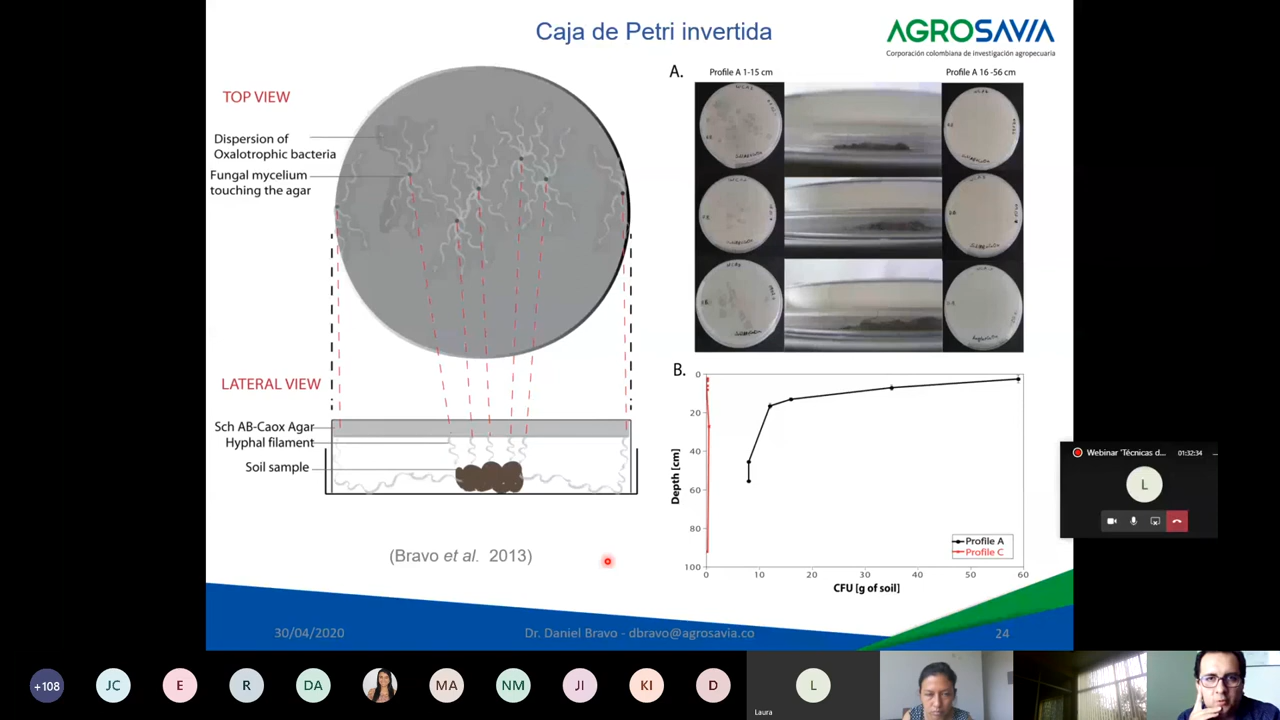 Caja de Petri invertida
AGROSAVIA
Corporación colombiana de investigación agropecuaria
TOP VIEW
Dispersion of
Oxalotrophic bacteria
Fungal mycelium
touching the agar
LATERAL VIEW
Sch AB-Caox Agar
Hyphal filament
Soil sample
(Bravo et al. 2013)
A.
Profile A 1-15 cm
Profile A 16 -56 cm
B.
0
20
40
60
80
100
Depth [cm]
0
10
20
30
40
50
60
CFU [g of soil]
Profile A
Profile C
30/04/2020
Dr. Daniel Bravo - dbravo@agrosavia.co
24
Webinar 'Técnicas d...
01:32:34
...
L
+108
JC
E
R
DA
MA
NM
JI
KI
D
L
Laura